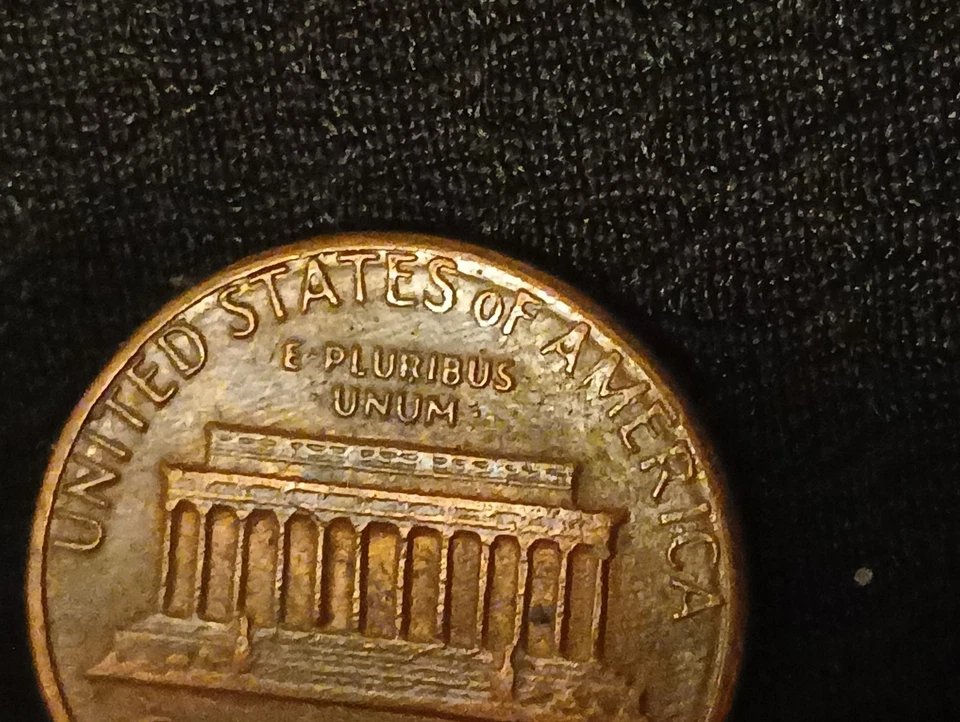 UNITED STATES OF AMERICA
E PLURIBUS
UNUM